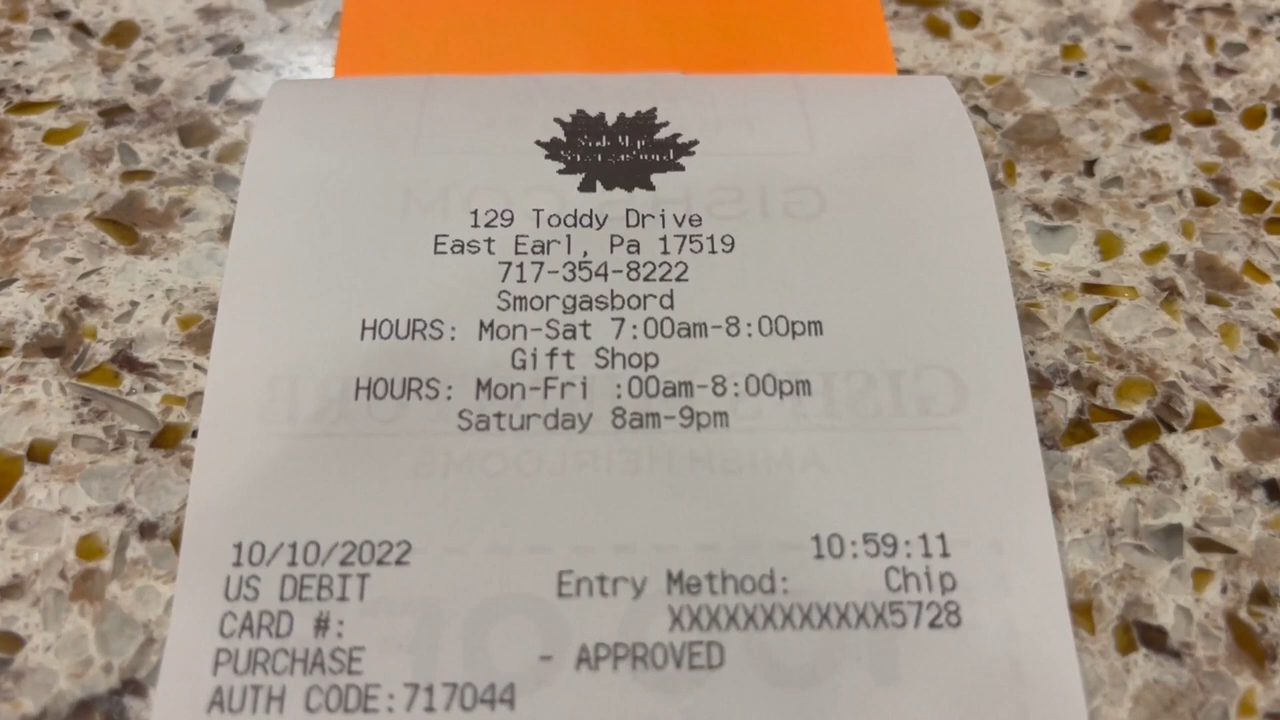 129 Toddy Drive
East Earl, Pa 17519
717-354-8222
Smorgasbord
HOURS: Mon-Sat 7:00am-8:00pm
Gift Shop
HOURS: Mon-Fri :00am-8:00pm
Saturday 8am-9pm
10/10/2022 10:59:11
US DEBIT Entry Method: Chip
CARD #: XXXXXXXXXXXX5728
PURCHASE - APPROVED
AUTH CODE:717044